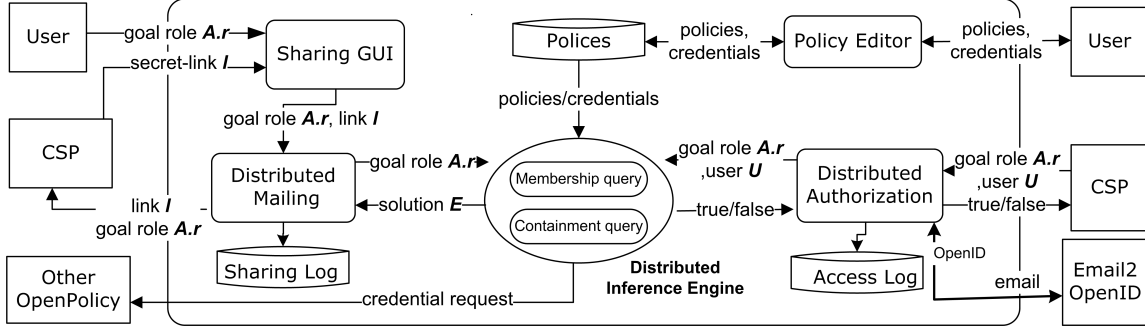 User
goal role A.r
Sharing GUI
secret-link l
Polices
policies,
credentials
Policy Editor
policies,
credentials
User
policies/credentials
goal role A.r, link l
CSP
Distributed
Mailing
goal role A.r
solution E
Membership query
Containment query
goal role A.r
,user U
true/false
Distributed
Authorization
goal role A.r
,user U
true/false
CSP
link l
goal role A.r
Sharing Log
Distributed
Inference Engine
Access Log
OpenID
email
Email2
OpenID
Other
OpenPolicy
credential request